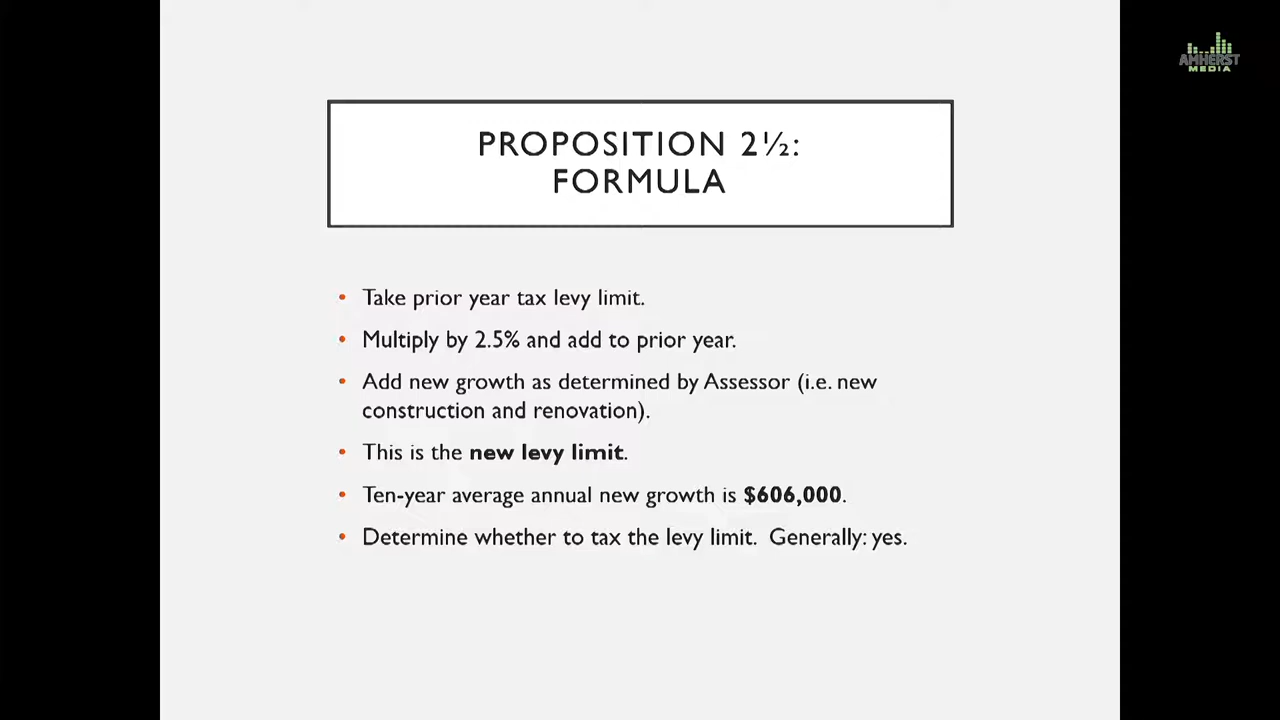 AMHERST
MEDIA
PROPOSITION 2½:
FORMULA
• Take prior year tax levy limit.
• Multiply by 2.5% and add to prior year.
• Add new growth as determined by Assessor (i.e. new
construction and renovation).
• This is the new levy limit.
• Ten-year average annual new growth is $606,000.
• Determine whether to tax the levy limit.  Generally: yes.